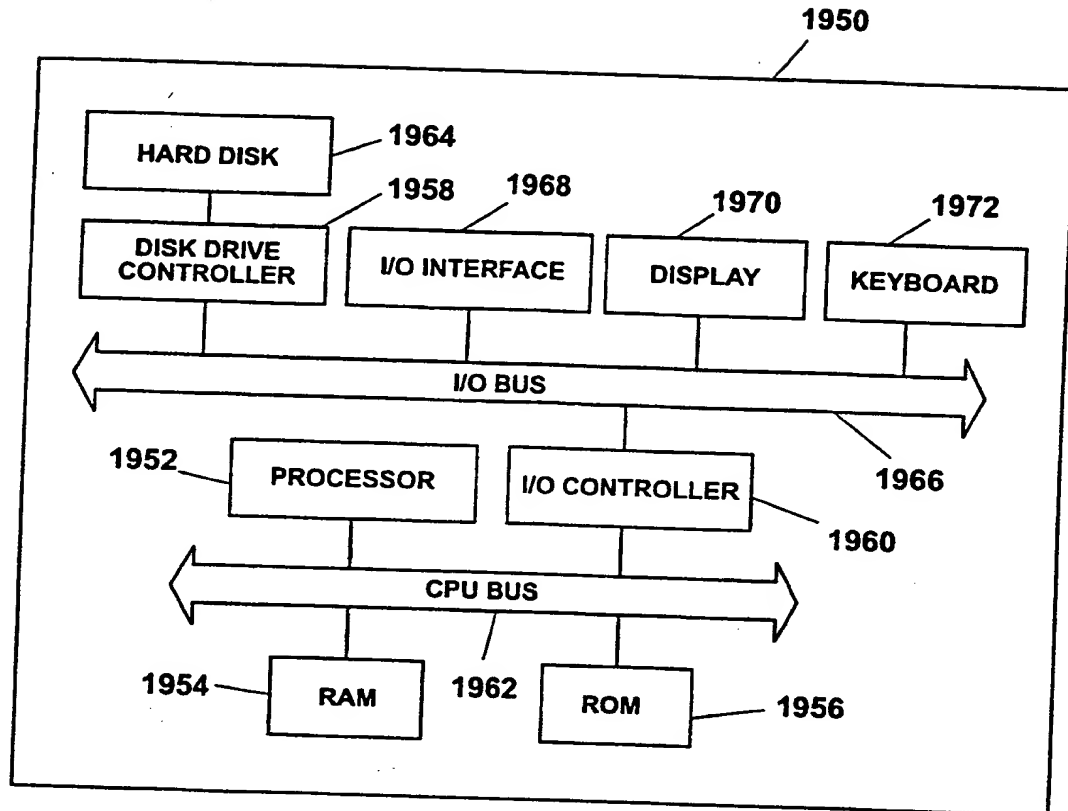 1950
HARD DISK
1964
1958
1968
1970
1972
DISK DRIVE
CONTROLLER
I/O INTERFACE
DISPLAY
KEYBOARD
I/O BUS
1952
PROCESSOR
I/O CONTROLLER
1966
1960
CPU BUS
1954
RAM
1962
ROM
1956